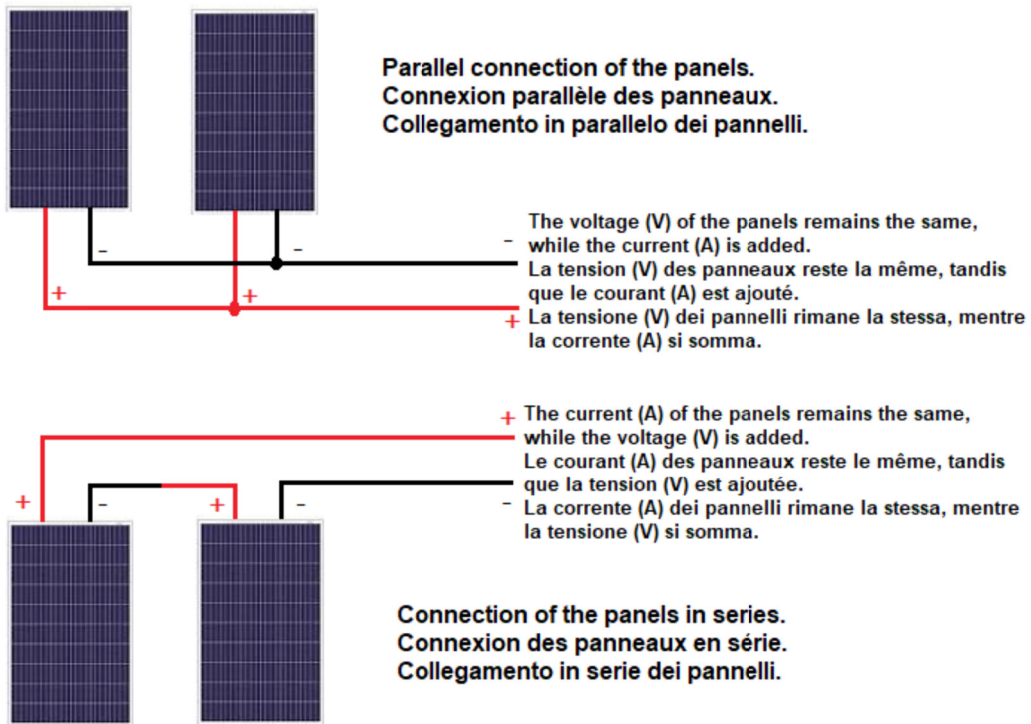 Parallel connection of the panels.
Connexion parallèle des panneaux.
Collegamento in parallelo dei pannelli.
The voltage (V) of the panels remains the same,
- while the current (A) is added.
- -
La tension (V) des panneaux reste la même, tandis
+ + que le courant (A) est ajouté.
+ La tensione (V) dei pannelli rimane la stessa, mentre
la corrente (A) si somma.
+ The current (A) of the panels remains the same,
while the voltage (V) is added.
Le courant (A) des panneaux reste le même, tandis
que la tension (V) est ajoutée.
+ - + - - La corrente (A) dei pannelli rimane la stessa, mentre
la tensione (V) si somma.
Connection of the panels in series.
Connexion des panneaux en série.
Collegamento in serie dei pannelli.